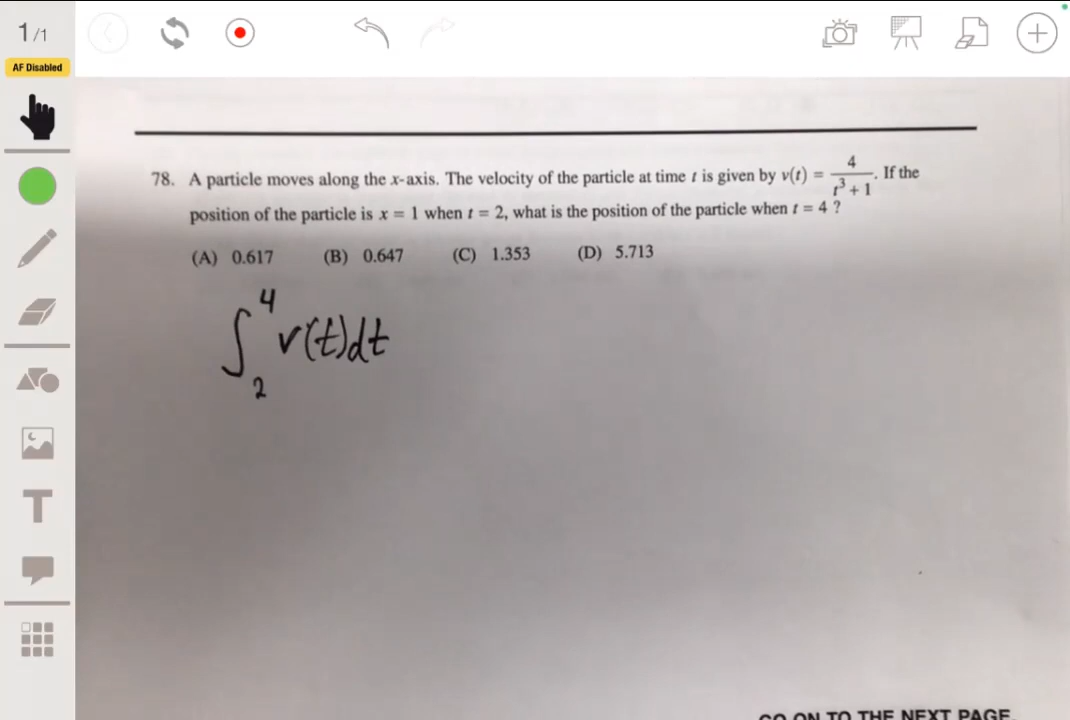 1/1
AF Disabled
78. A particle moves along the x-axis. The velocity of the particle at time t is given by v(t) = 4/(t³ + 1). If the
position of the particle is x = 1 when t = 2, what is the position of the particle when t = 4 ?
(A) 0.617 (B) 0.647 (C) 1.353 (D) 5.713
∫₂⁴ v(t)dt
T
GO ON TO THE NEXT PAGE